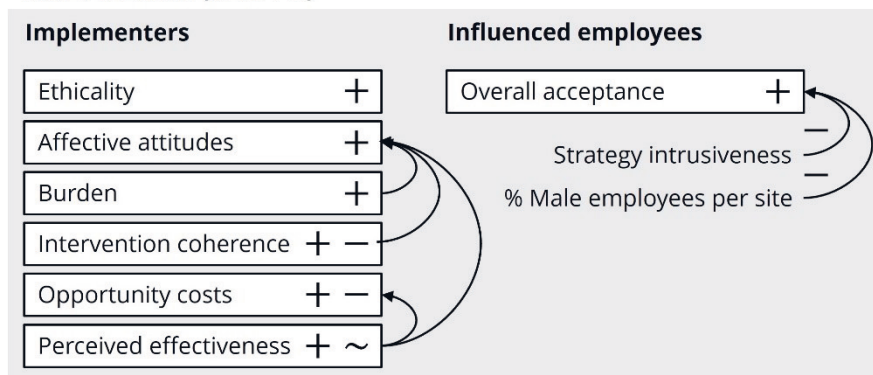 Implementers
Ethicality +
Affective attitudes +
Burden +
Intervention coherence + −
Opportunity costs + −
Perceived effectiveness + ~
Influenced employees
Overall acceptance +
−
Strategy intrusiveness
−
% Male employees per site